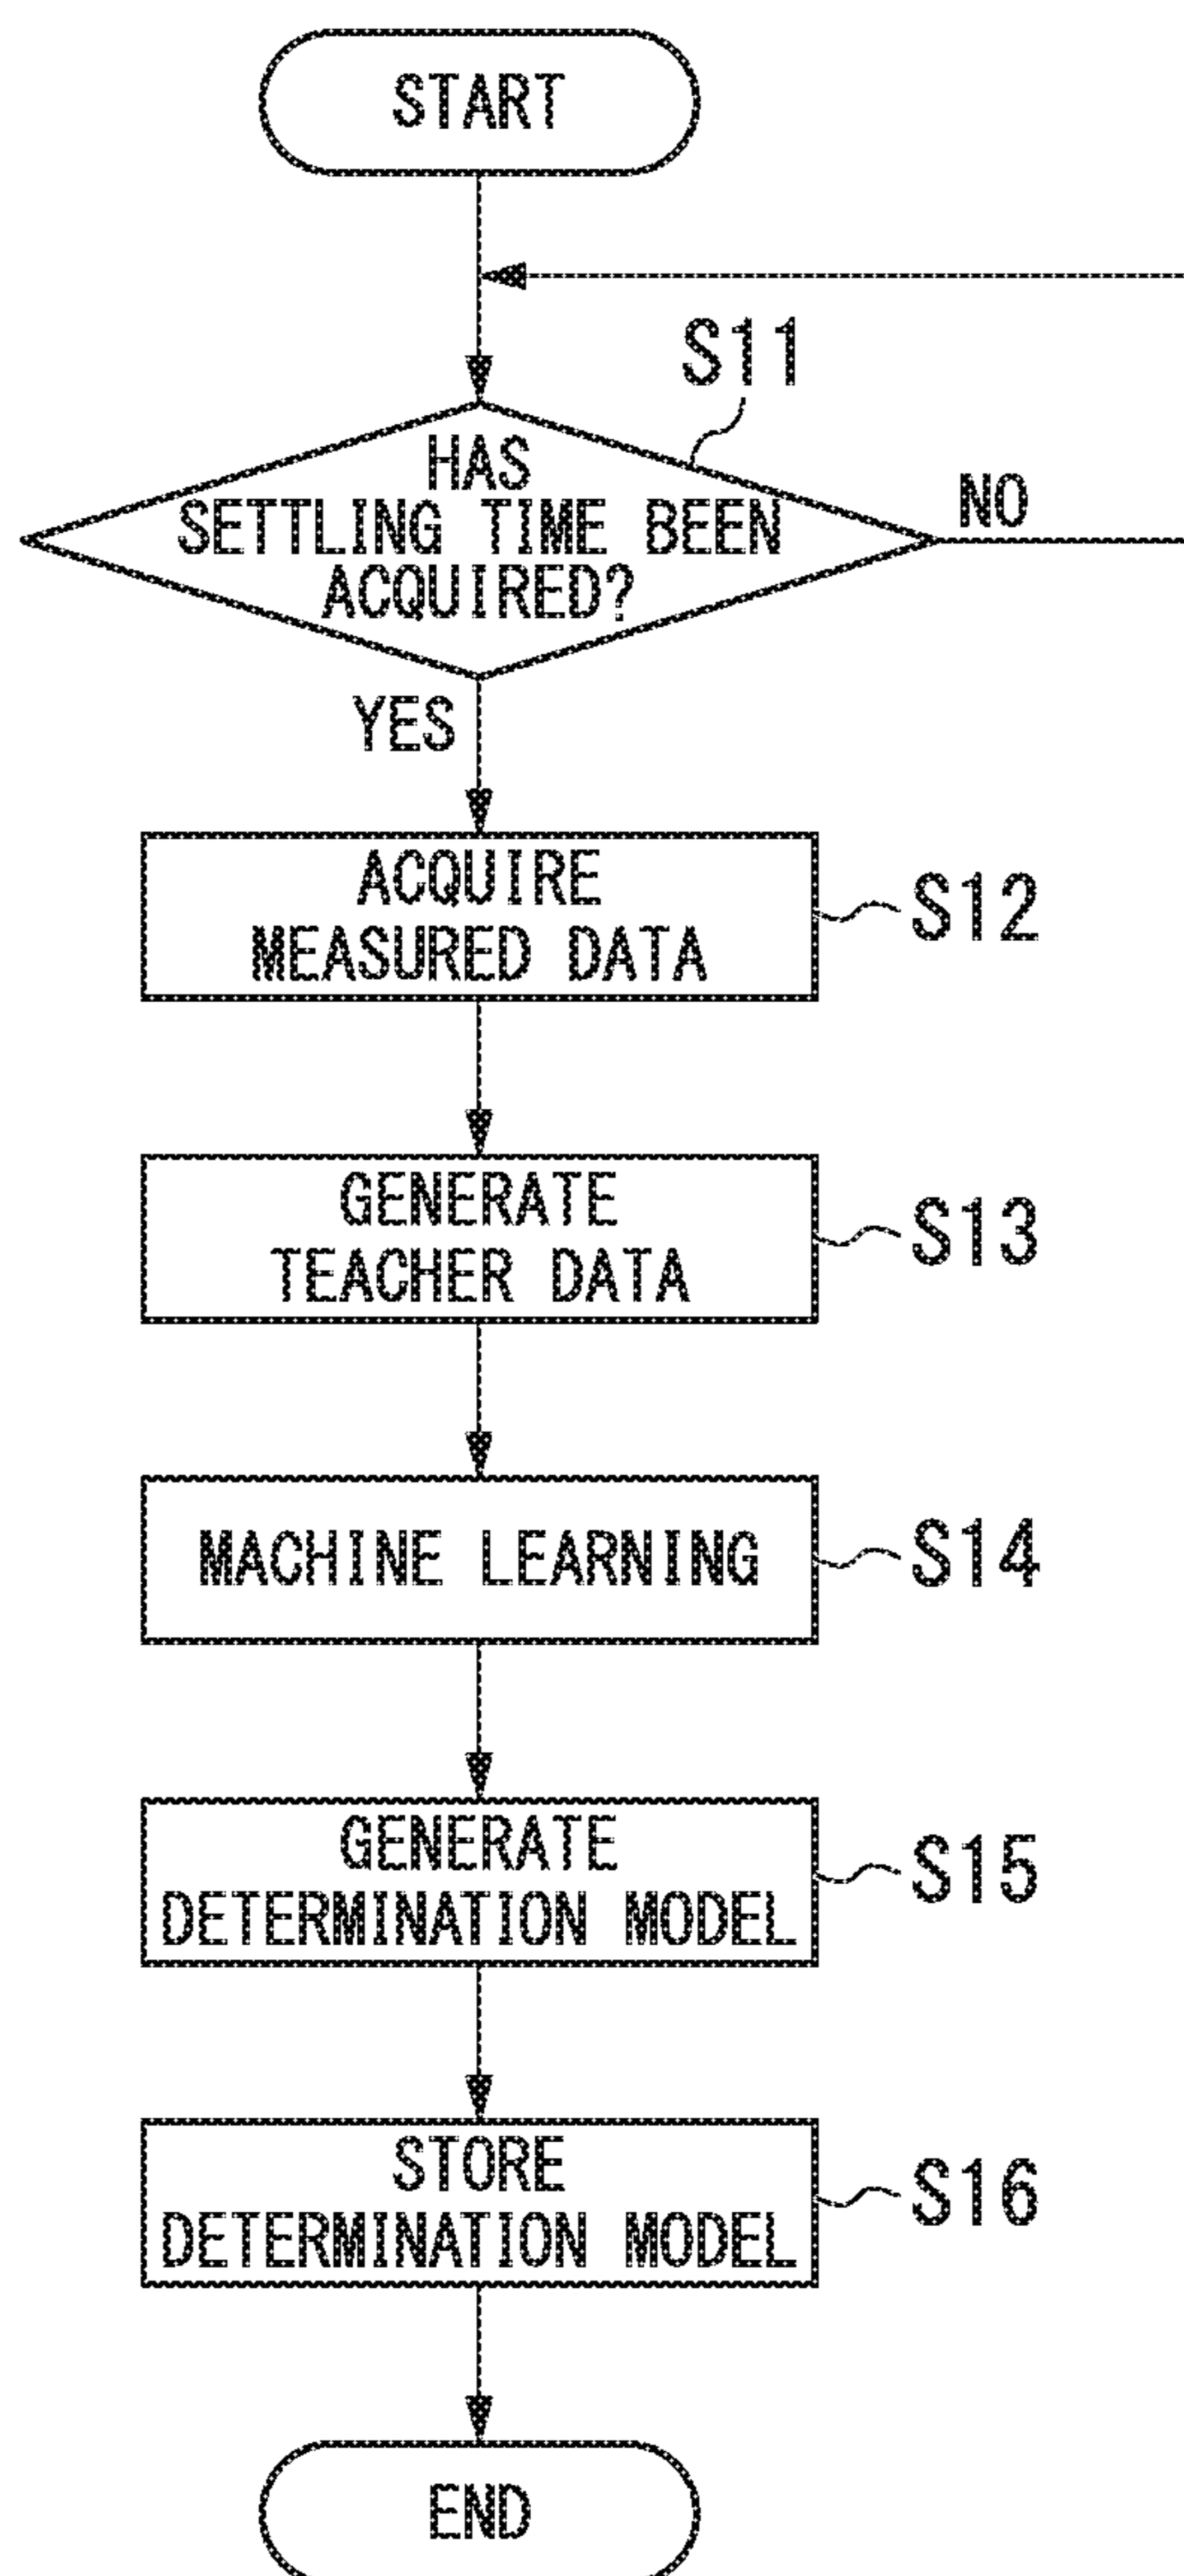 START
S11
HAS
SETTLING TIME BEEN
ACQUIRED?
NO
YES
ACQUIRE
MEASURED DATA
S12
GENERATE
TEACHER DATA
S13
MACHINE LEARNING
S14
GENERATE
DETERMINATION MODEL
S15
STORE
DETERMINATION MODEL
S16
END